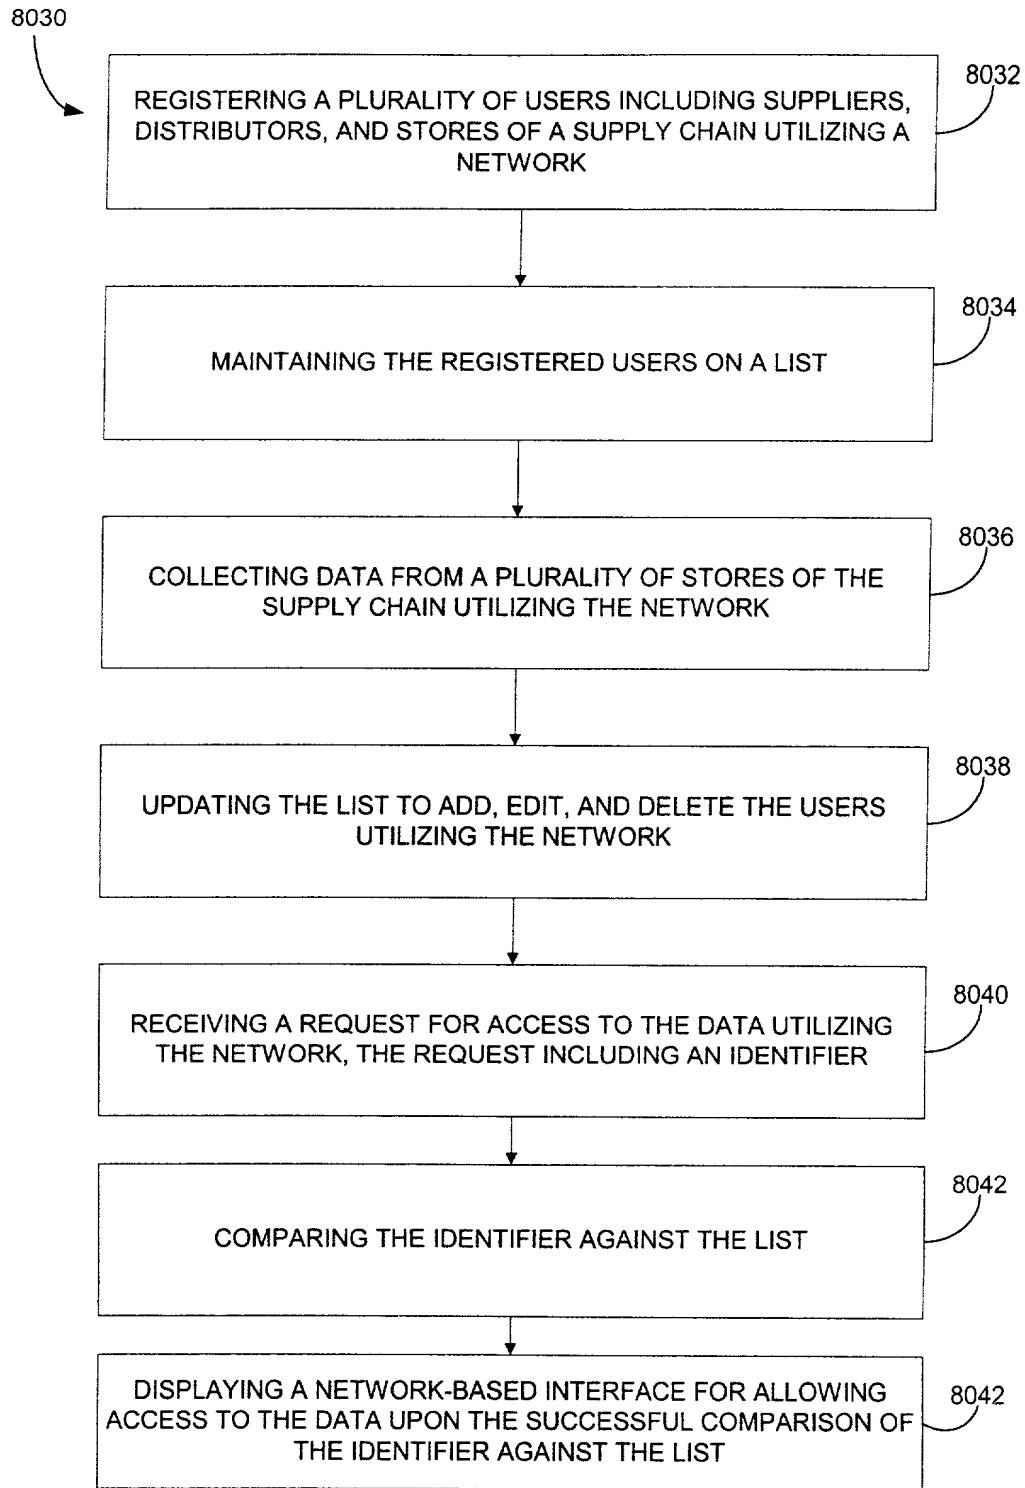 8030
8032
REGISTERING A PLURALITY OF USERS INCLUDING SUPPLIERS,
DISTRIBUTORS, AND STORES OF A SUPPLY CHAIN UTILIZING A
NETWORK
8034
MAINTAINING THE REGISTERED USERS ON A LIST
8036
COLLECTING DATA FROM A PLURALITY OF STORES OF THE
SUPPLY CHAIN UTILIZING THE NETWORK
8038
UPDATING THE LIST TO ADD, EDIT, AND DELETE THE USERS
UTILIZING THE NETWORK
8040
RECEIVING A REQUEST FOR ACCESS TO THE DATA UTILIZING
THE NETWORK, THE REQUEST INCLUDING AN IDENTIFIER
8042
COMPARING THE IDENTIFIER AGAINST THE LIST
8042
DISPLAYING A NETWORK-BASED INTERFACE FOR ALLOWING
ACCESS TO THE DATA UPON THE SUCCESSFUL COMPARISON OF
THE IDENTIFIER AGAINST THE LIST